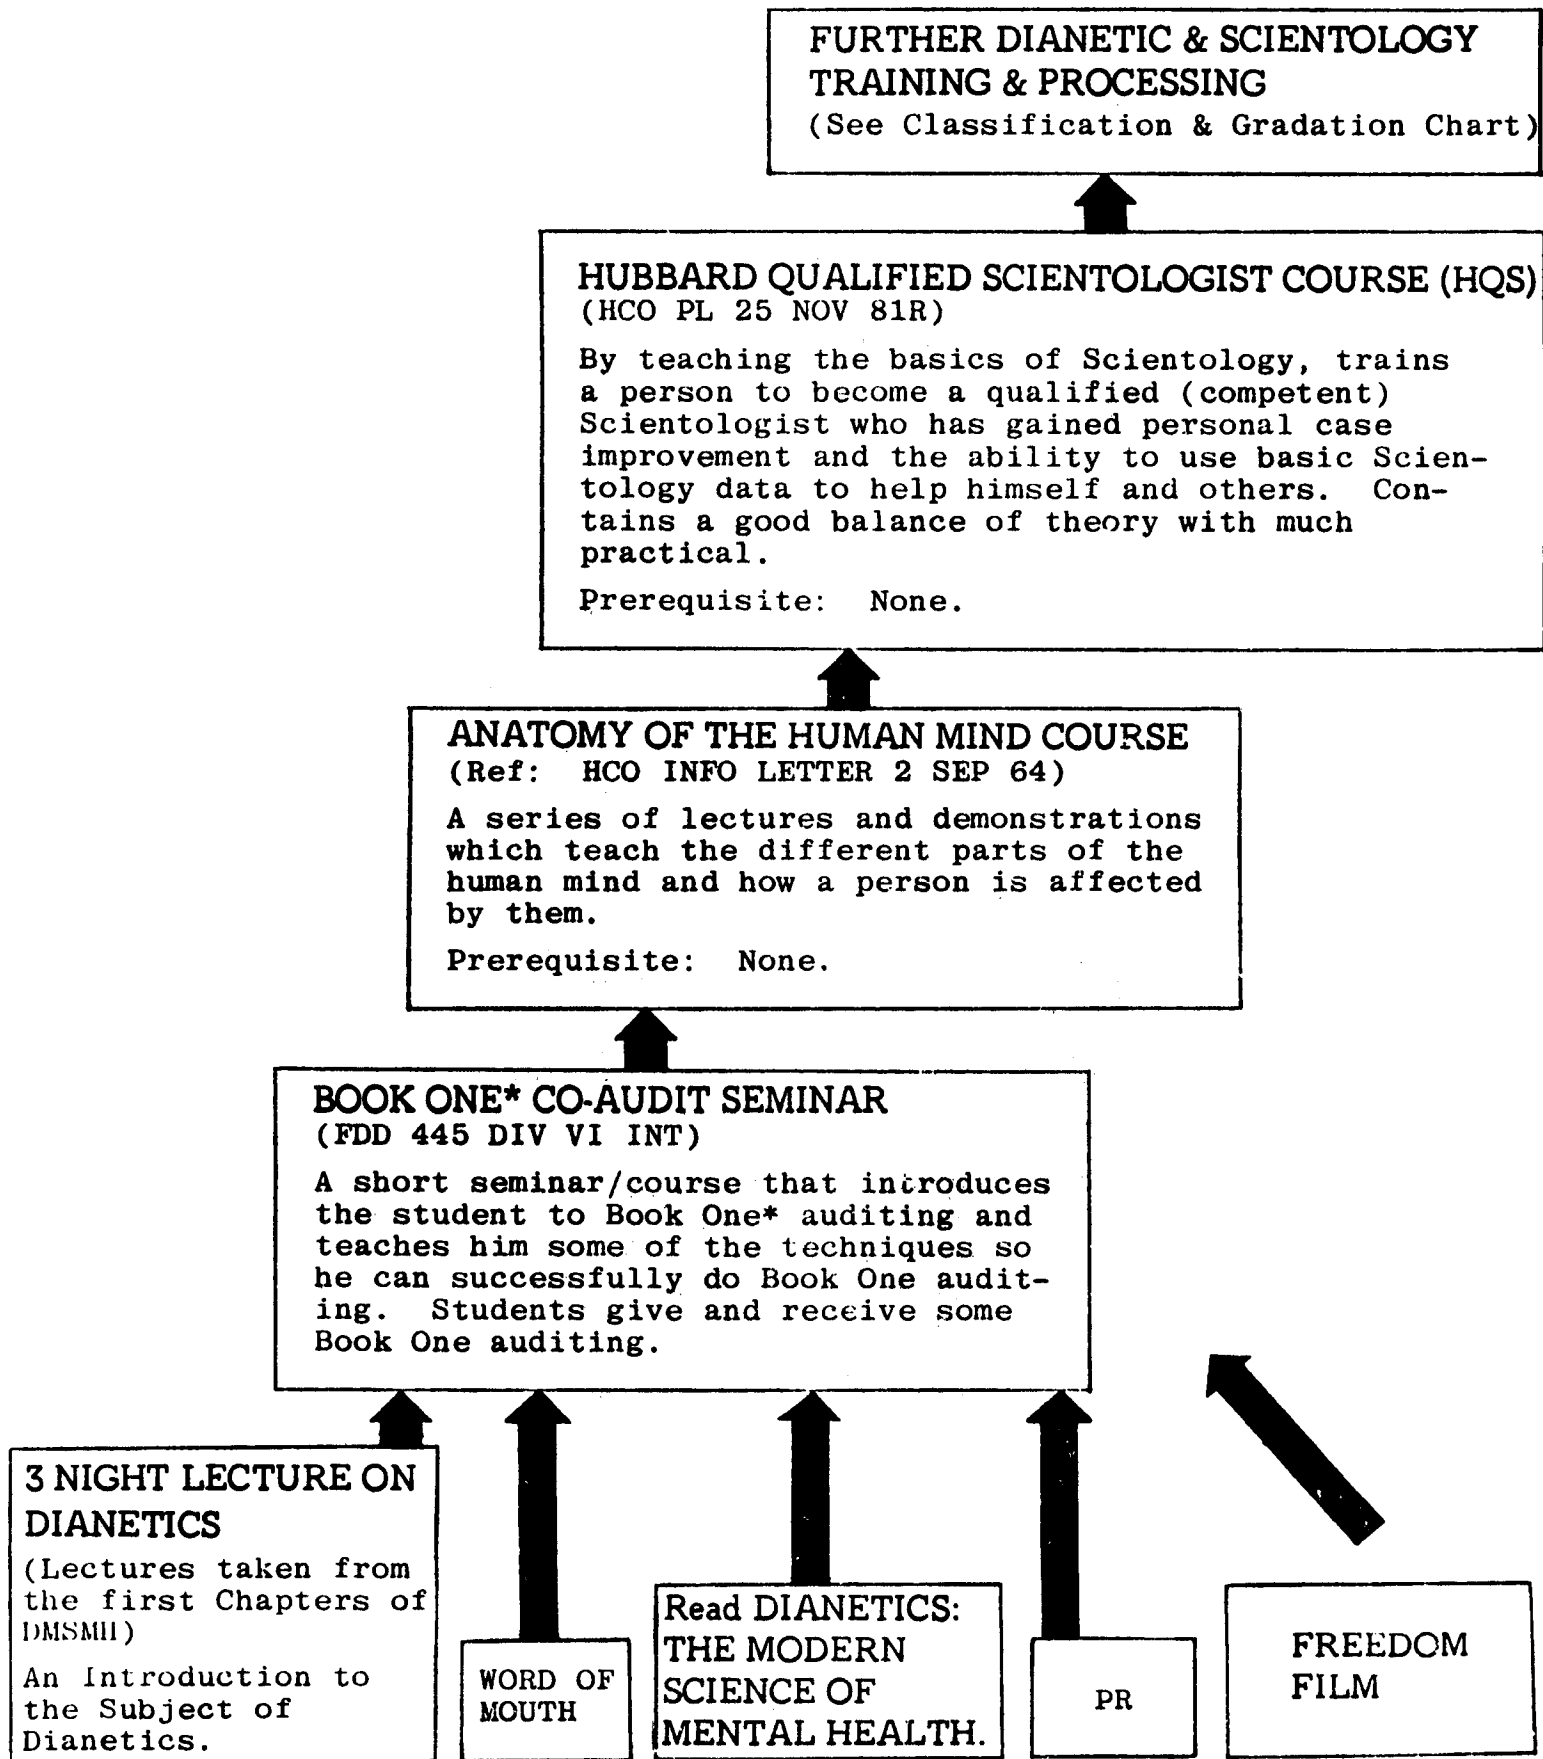 FURTHER DIANETIC & SCIENTOLOGY
TRAINING & PROCESSING
(See Classification & Gradation Chart)
HUBBARD QUALIFIED SCIENTOLOGIST COURSE (HQS)
(HCO PL 25 NOV 81R)
By teaching the basics of Scientology, trains
a person to become a qualified (competent)
Scientologist who has gained personal case
improvement and the ability to use basic Scien-
tology data to help himself and others. Con-
tains a good balance of theory with much
practical.
Prerequisite: None.
ANATOMY OF THE HUMAN MIND COURSE
(Ref: HCO INFO LETTER 2 SEP 64)
A series of lectures and demonstrations
which teach the different parts of the
human mind and how a person is affected
by them.
Prerequisite: None.
BOOK ONE* CO-AUDIT SEMINAR
(FDD 445 DIV VI INT)
A short seminar/course that introduces
the student to Book One* auditing and
teaches him some of the techniques so
he can successfully do Book One audit-
ing. Students give and receive some
Book One auditing.
3 NIGHT LECTURE ON
DIANETICS
(Lectures taken from
the first Chapters of
DMSMH)
An Introduction to
the Subject of
Dianetics.
WORD OF
MOUTH
Read DIANETICS:
THE MODERN
SCIENCE OF
MENTAL HEALTH.
PR
FREEDOM
FILM